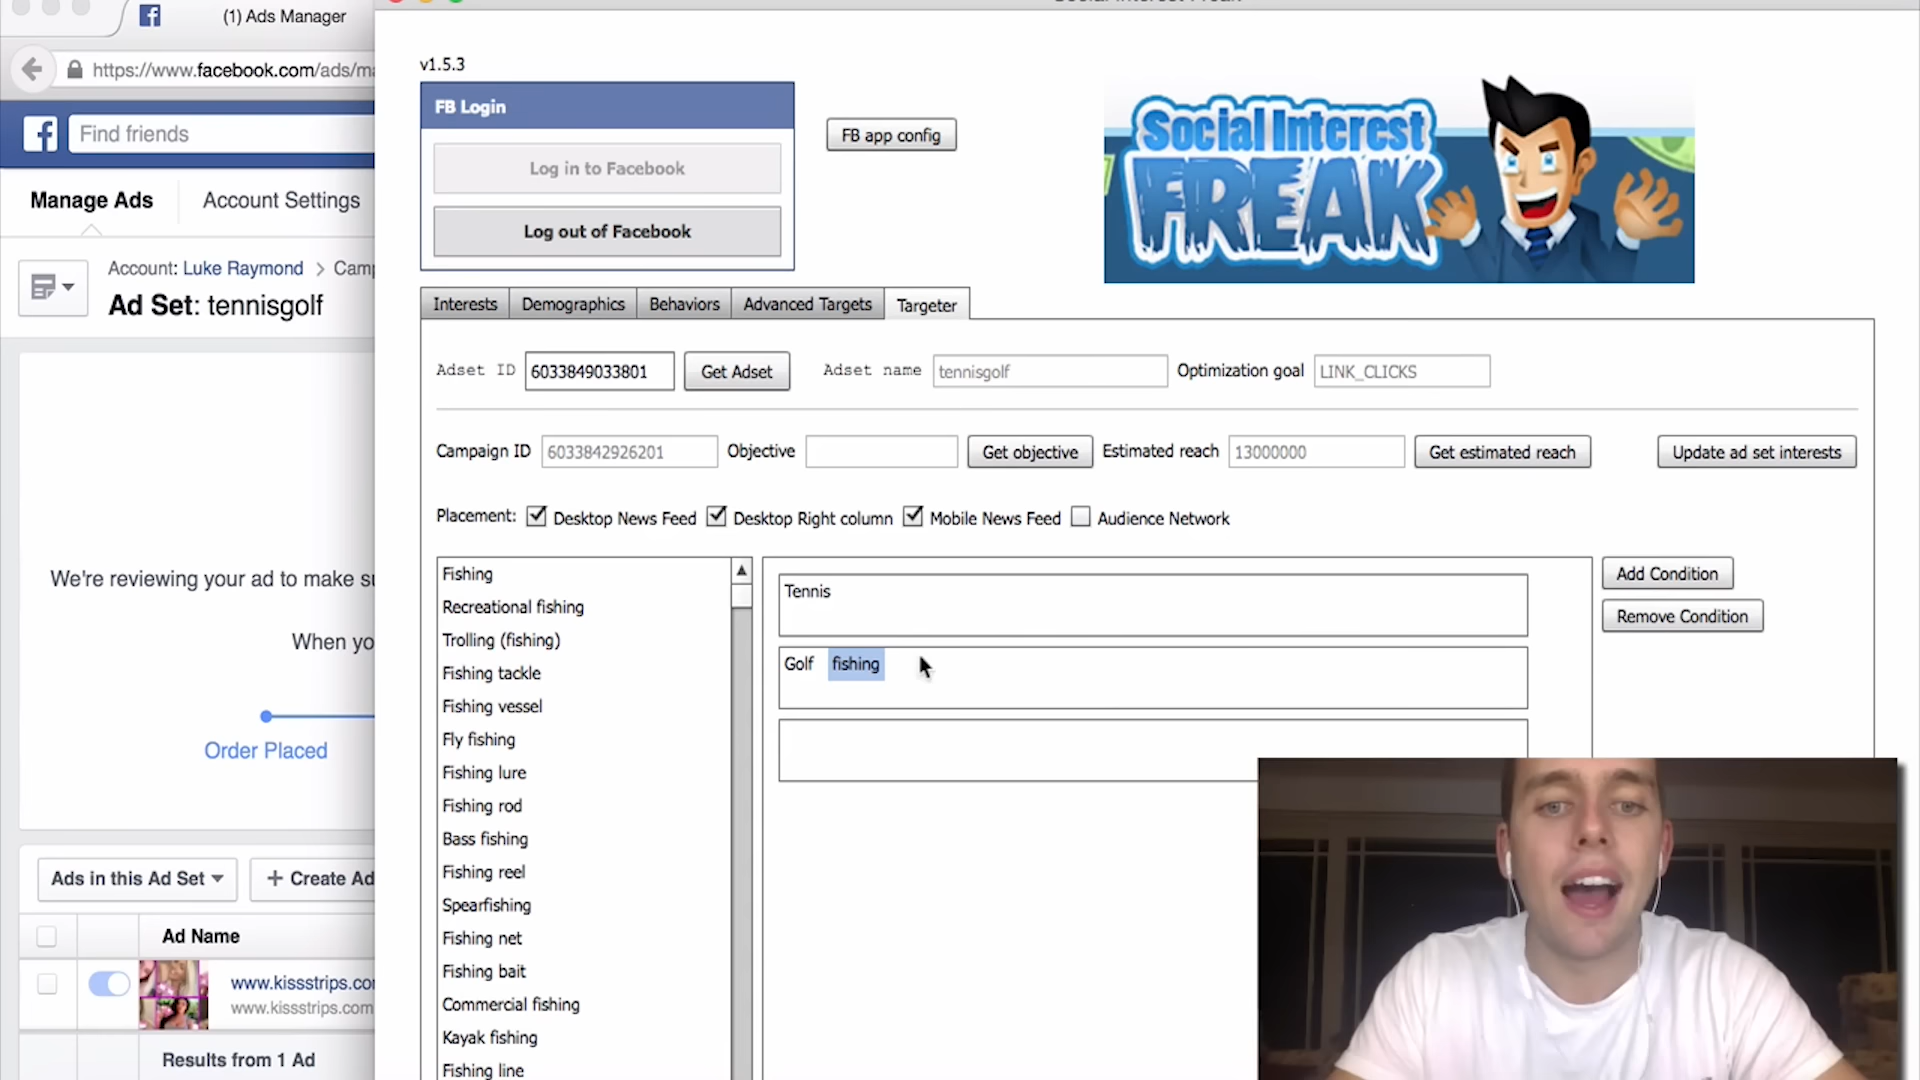 (1) Ads Manager
https://www.facebook.com/ads/ma
Find friends
Manage Ads
Account Settings
Account: Luke Raymond > Camp
Ad Set: tennisgolf
We're reviewing your ad to make su
When yo
Order Placed
Ads in this Ad Set
+ Create Ad
Ad Name
www.kissstrips.co
www.kissstrips.com
Results from 1 Ad
Social Interest Freak
v1.5.3
FB Login
Log in to Facebook
Log out of Facebook
FB app config
Social Interest
FREAK
Interests
Demographics
Behaviors
Advanced Targets
Targeter
Adset ID 6033849033801 Get Adset Adset name tennisgolf Optimization goal LINK_CLICKS
Campaign ID 6033842926201 Objective Get objective Estimated reach 13000000 Get estimated reach Update ad set interests
Placement: Desktop News Feed Desktop Right column Mobile News Feed Audience Network
Fishing
Recreational fishing
Trolling (fishing)
Fishing tackle
Fishing vessel
Fly fishing
Fishing lure
Fishing rod
Bass fishing
Fishing reel
Spearfishing
Fishing net
Fishing bait
Commercial fishing
Kayak fishing
Fishing line
Tennis
Golf fishing
Add Condition
Remove Condition